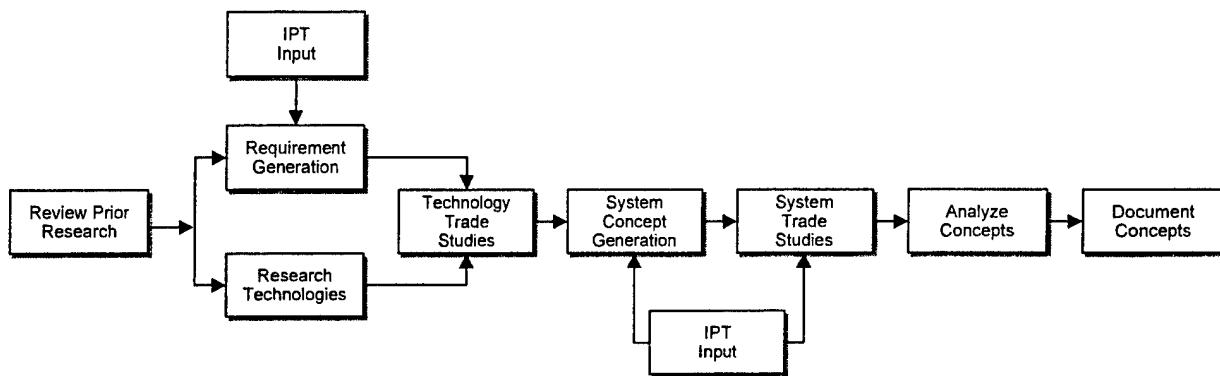 IPT
Input
Requirement
Generation
Review Prior
Research
Research
Technologies
Technology
Trade
Studies
System
Concept
Generation
System
Trade
Studies
Analyze
Concepts
Document
Concepts
IPT
Input